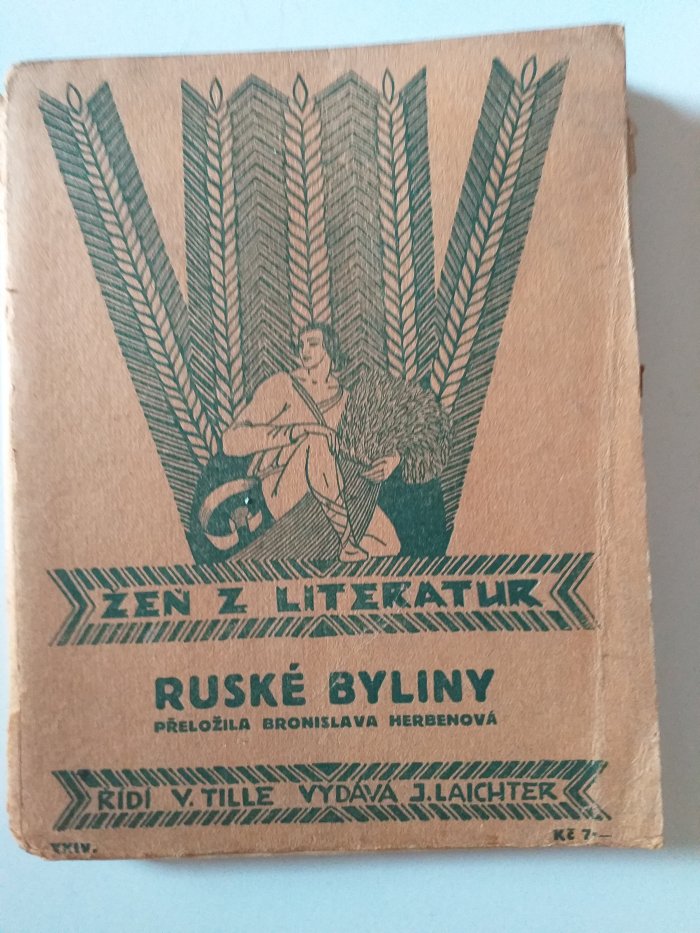 ŽEŇ Z LITERATUR
RUSKÉ BYLINY
PŘELOŽILA BRONISLAVA HERBENOVÁ
ŘÍDÍ V. TILLE VYDÁVÁ J. LAICHTER
XXIV.
Kč 7·—